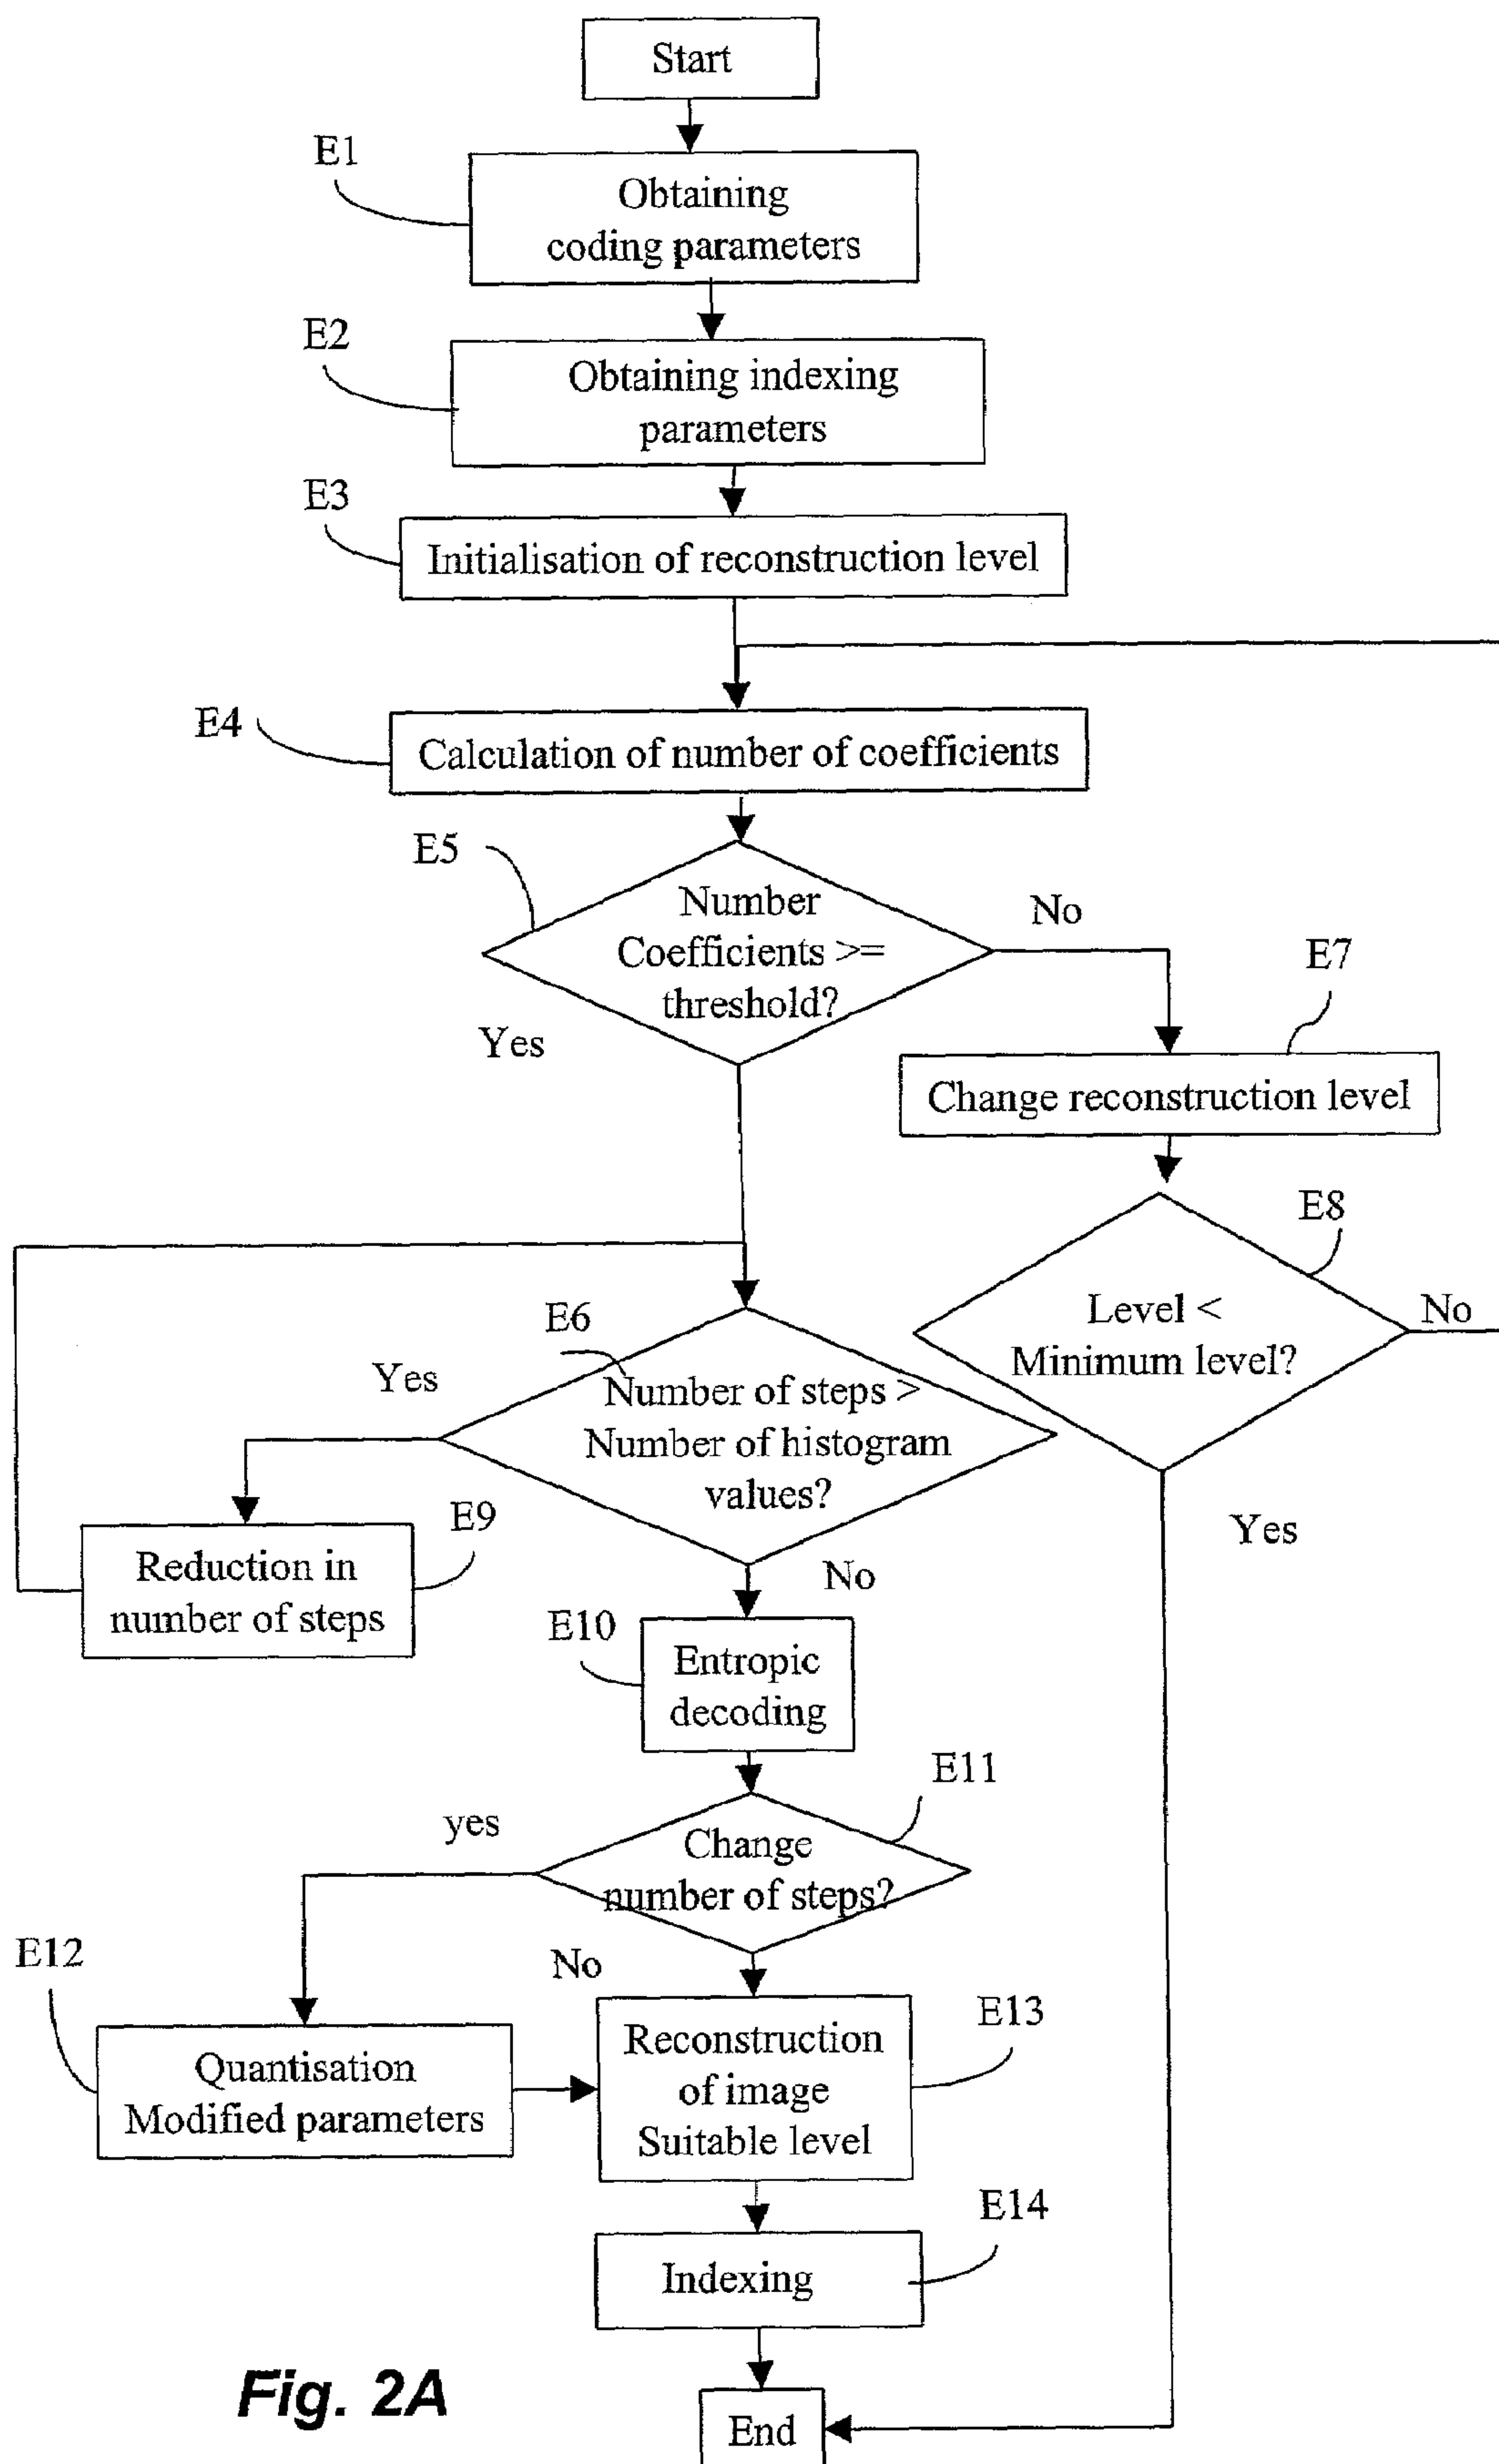 Start
E1
Obtaining
coding parameters
E2
Obtaining indexing
parameters
E3
Initialisation of reconstruction level
E4
Calculation of number of coefficients
E5
Number
Coefficients >=
threshold?
No
Yes
E7
Change reconstruction level
E8
Level <
Minimum level?
No
Yes
E6
Number of steps >
Number of histogram
values?
Yes
No
E9
Reduction in
number of steps
E10
Entropic
decoding
E11
Change
number of steps?
yes
No
E12
Quantisation
Modified parameters
E13
Reconstruction
of image
Suitable level
E14
Indexing
End
Fig. 2A